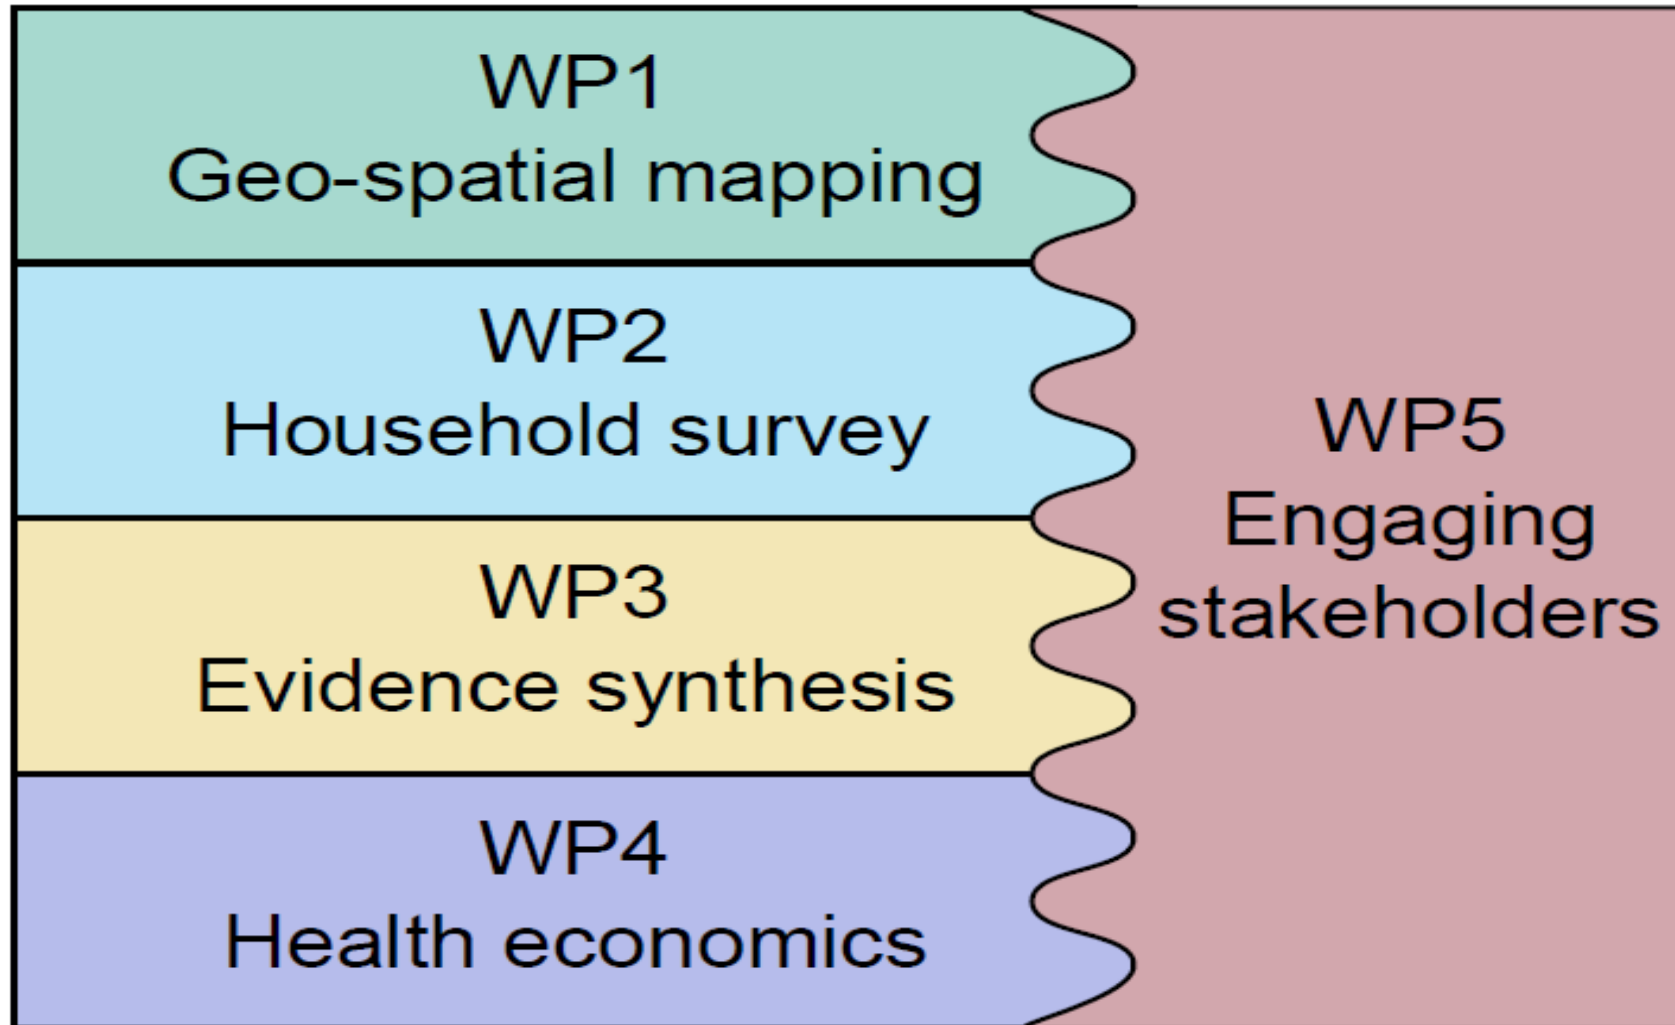 WP1
Geo-spatial mapping
WP2
Household survey
WP3
Evidence synthesis
WP4
Health economics
WP5
Engaging
stakeholders